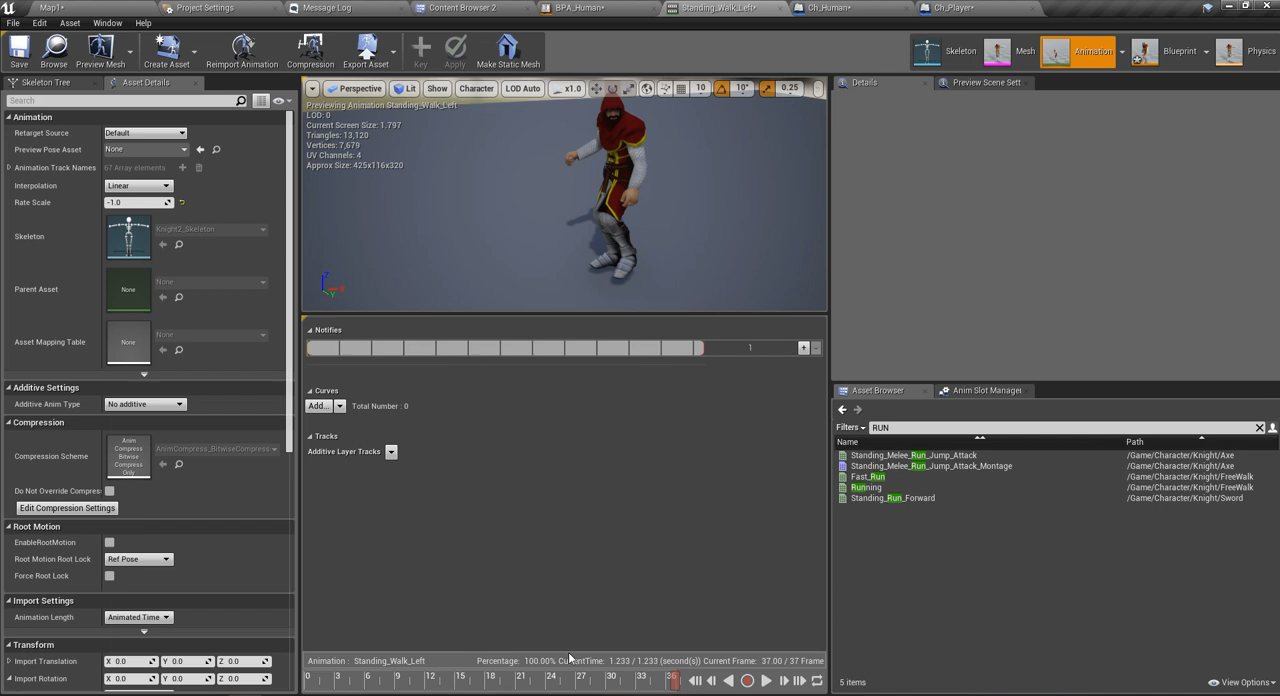 Map1*
Project Settings
Message Log
Content Browser 2
BPA_Human*
Standing_Walk_Left*
Ch_Human*
Ch_Player*
File Edit Asset Window Help
Save
Browse
Preview Mesh
Create Asset
Reimport Animation
Compression
Export Asset
Key
Apply
Make Static Mesh
Skeleton
Mesh
Animation
Blueprint
Physics
Skeleton Tree
Asset Details
Search
Animation
Retarget Source Default
Preview Pose Asset None
Animation Track Names 67 Array elements
Interpolation Linear
Rate Scale -1.0
Skeleton Knight2_Skeleton
Parent Asset None None
Asset Mapping Table None None
Additive Settings
Additive Anim Type No additive
Compression
Compression Scheme
Anim
Compress
Bitwise
Compress
Only
AnimCompress_BitwiseCompress
Do Not Override Compress
Edit Compression Settings
Root Motion
EnableRootMotion
Root Motion Root Lock Ref Pose
Force Root Lock
Import Settings
Animation Length Animated Time
Transform
Import Translation X 0.0 Y 0.0 Z 0.0
Import Rotation X 0.0 Y 0.0 Z 0.0
Perspective Lit Show Character LOD Auto x1.0 10 10° 0.25
Previewing Animation Standing_Walk_Left
LOD: 0
Current Screen Size: 1.797
Triangles: 13,120
Vertices: 7,679
UV Channels: 4
Approx Size: 425x116x320
Z
X
Y
Notifies
1
Curves
Add... Total Number : 0
Tracks
Additive Layer Tracks
Animation : Standing_Walk_Left Percentage: 100.00% CurrentTime: 1.233 / 1.233 (second(s)) Current Frame: 37.00 / 37 Frame
0 3 6 9 12 15 18 21 24 27 30 33 36
Details
Preview Scene Sett
Asset Browser
Anim Slot Manager
Filters RUN
Name Path
Standing_Melee_Run_Jump_Attack /Game/Character/Knight/Axe
Standing_Melee_Run_Jump_Attack_Montage /Game/Character/Knight/Axe
Fast_Run /Game/Character/Knight/FreeWalk
Running /Game/Character/Knight/FreeWalk
Standing_Run_Forward /Game/Character/Knight/Sword
5 items
View Options